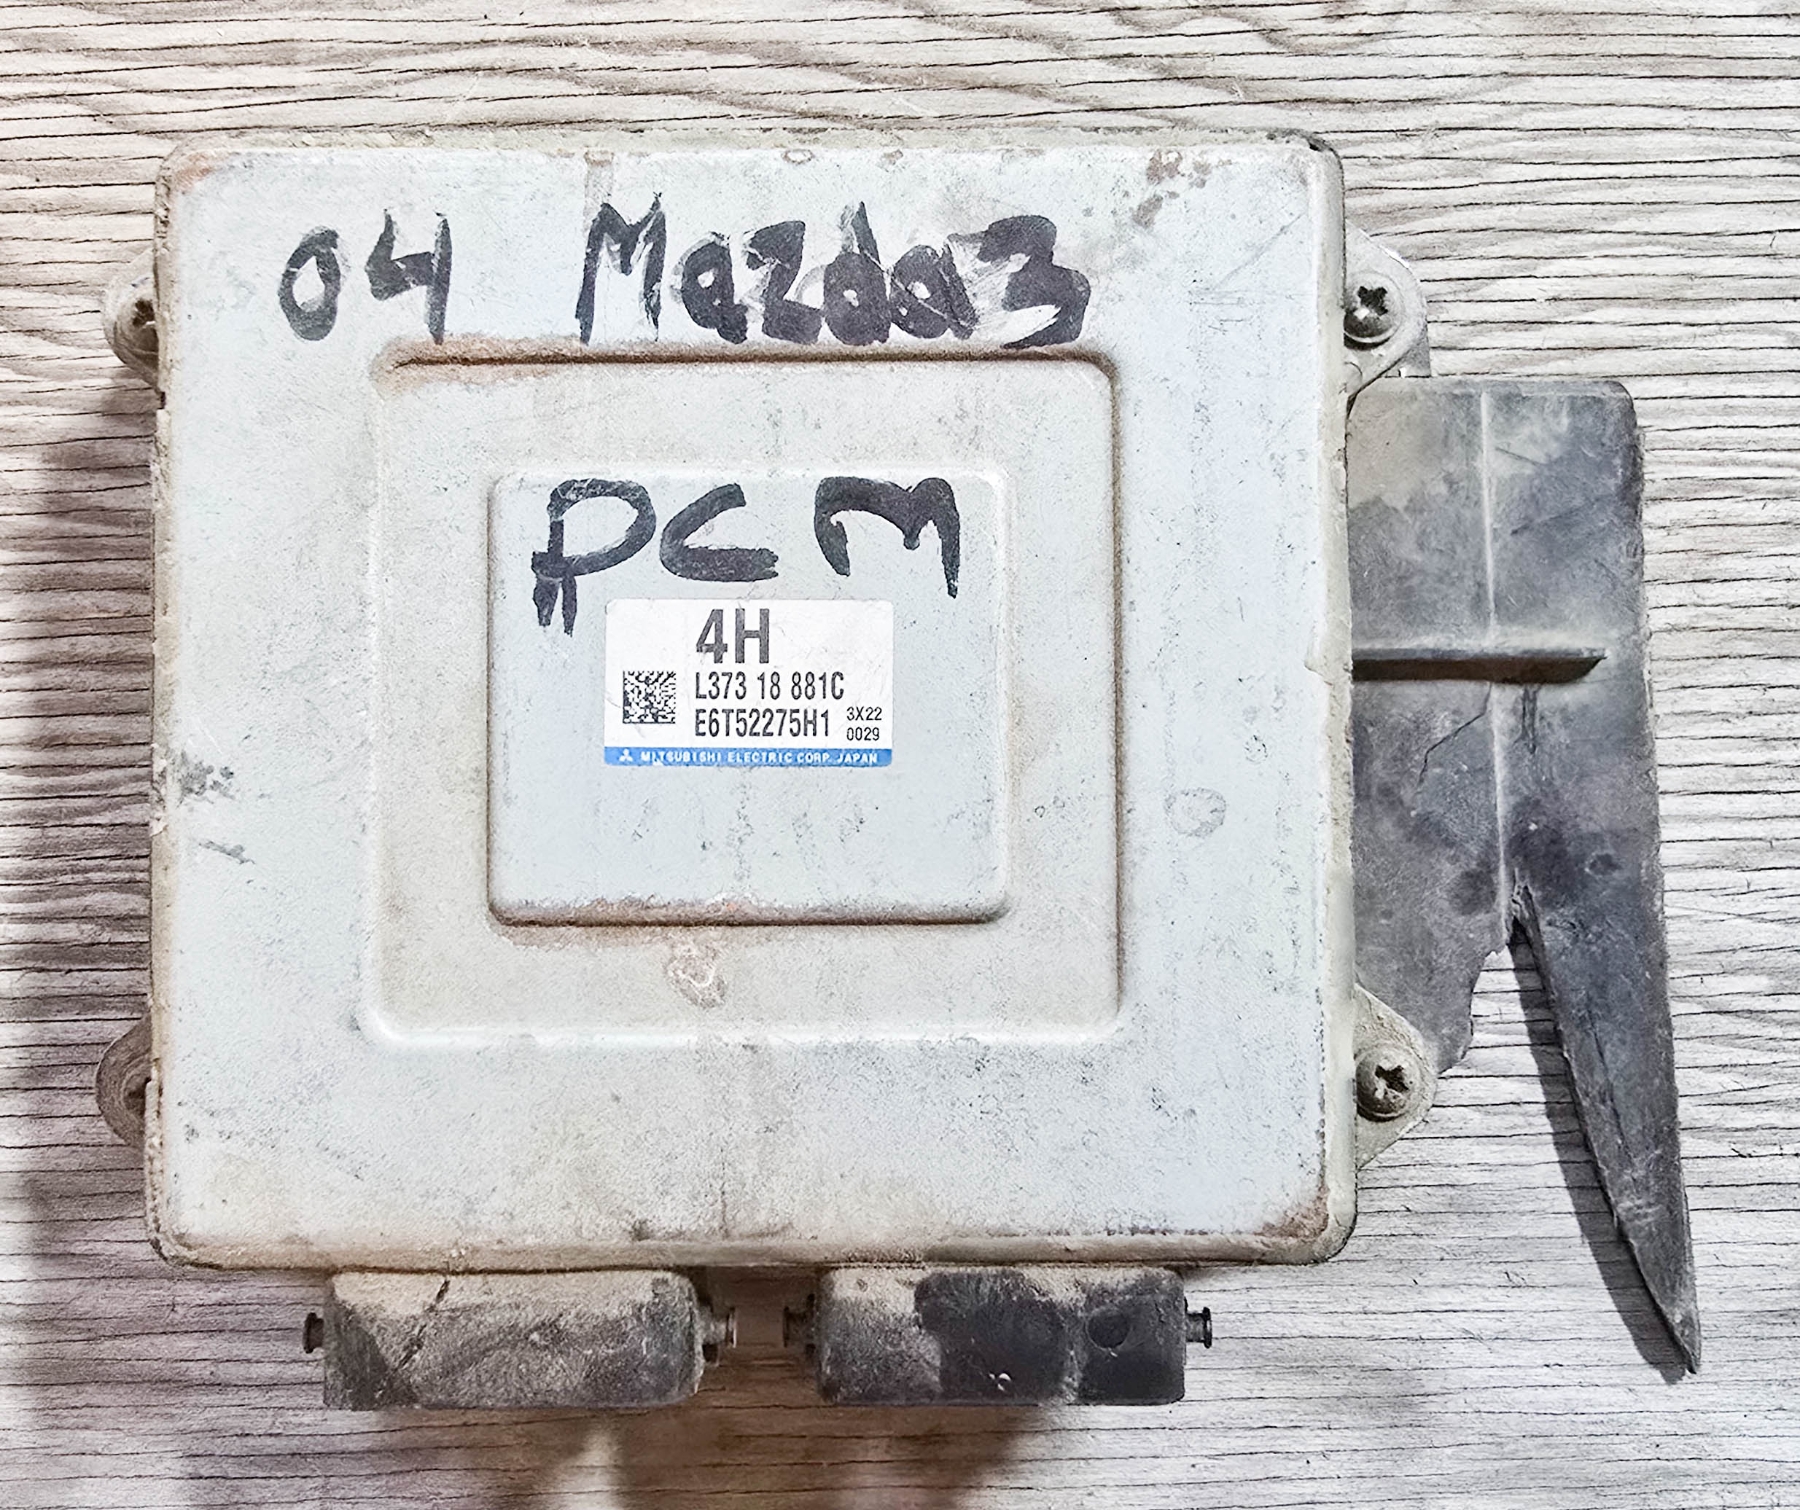 04 Mazda3
PCM
4H
L373 18 881C
E6T52275H1 3X22
0029
MITSUBISHI ELECTRIC CORP. JAPAN